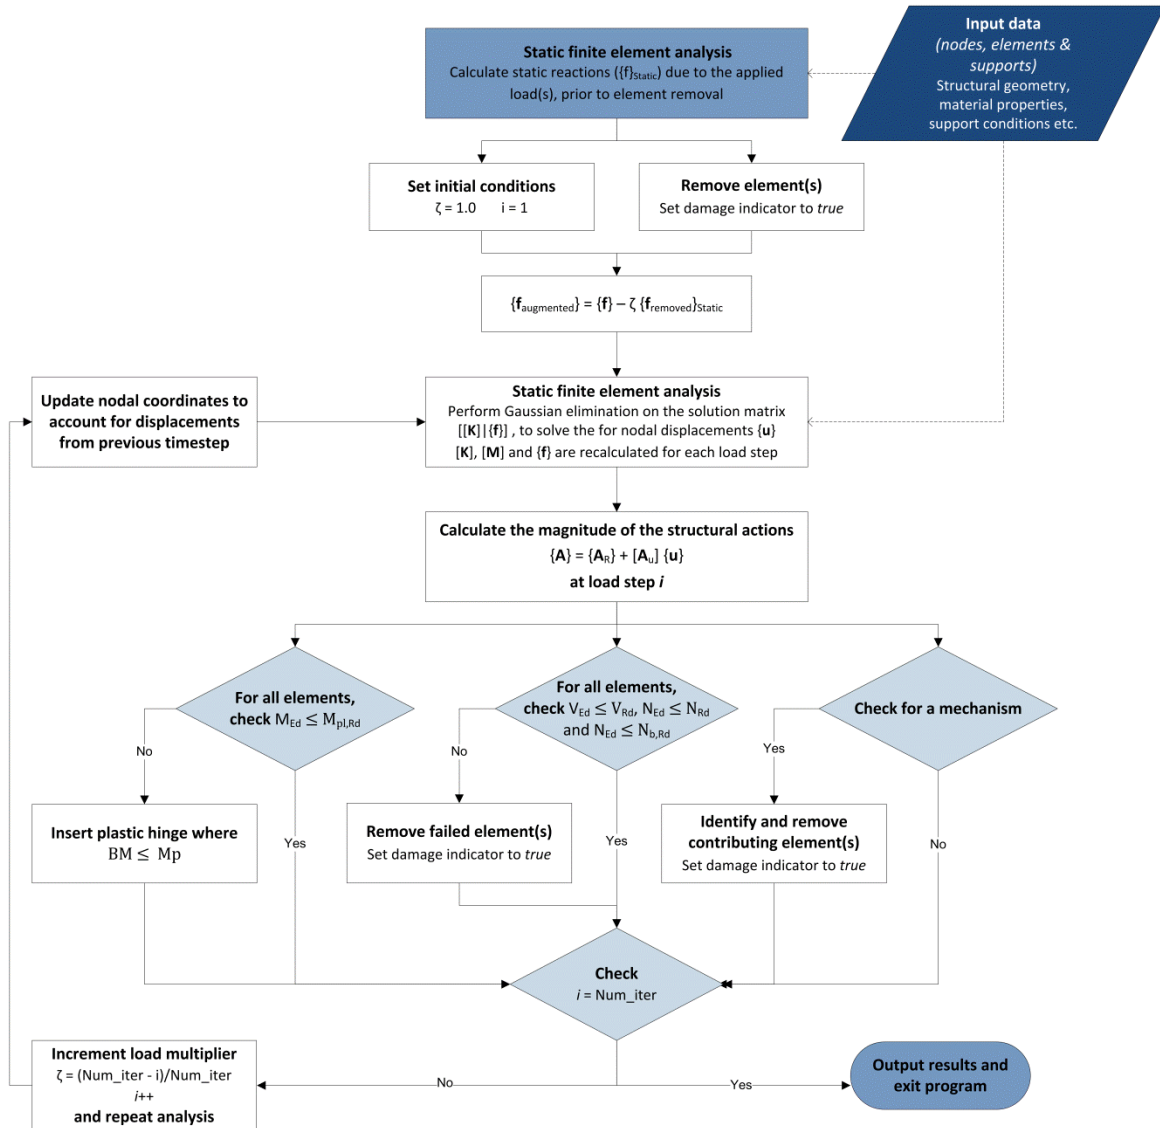 Static finite element analysis
Calculate static reactions ({f}Static) due to the applied
load(s), prior to element removal
Input data
(nodes, elements &
supports)
Structural geometry,
material properties,
support conditions etc.
Set initial conditions
ζ = 1.0 i = 1
Remove element(s)
Set damage indicator to true
{faugmented} = {f} – ζ {fremoved}Static
Update nodal coordinates to
account for displacements
from previous timestep
Static finite element analysis
Perform Gaussian elimination on the solution matrix
[[K]|{f}] , to solve the for nodal displacements {u}
[K], [M] and {f} are recalculated for each load step
Calculate the magnitude of the structural actions
{A} = {AR} + [Au] {u}
at load step i
For all elements,
check MEd ≤ Mpl,Rd
For all elements,
check VEd ≤ VRd, NEd ≤ NRd
and NEd ≤ Nb,Rd
Check for a mechanism
No
No
Yes
Insert plastic hinge where
BM ≤ Mp
Yes
Remove failed element(s)
Set damage indicator to true
Yes
Identify and remove
contributing element(s)
Set damage indicator to true
No
Check
i = Num_iter
Increment load multiplier
ζ = (Num_iter - i)/Num_iter
i++
and repeat analysis
No
Yes
Output results and
exit program